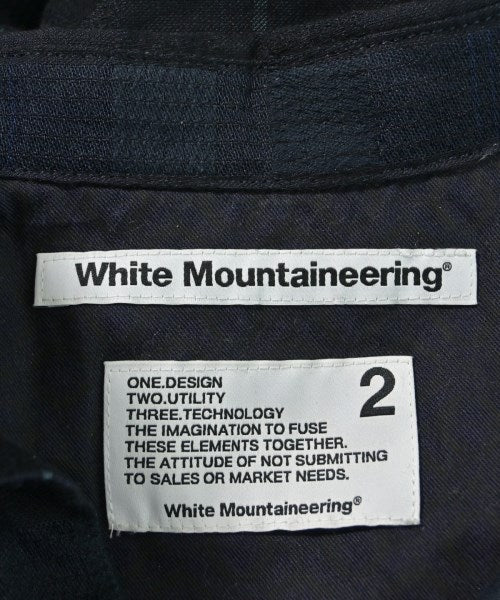 White Mountaineering®
ONE.DESIGN
TWO.UTILITY
THREE.TECHNOLOGY
THE IMAGINATION TO FUSE
THESE ELEMENTS TOGETHER.
THE ATTITUDE OF NOT SUBMITTING
TO SALES OR MARKET NEEDS.
2
White Mountaineering®